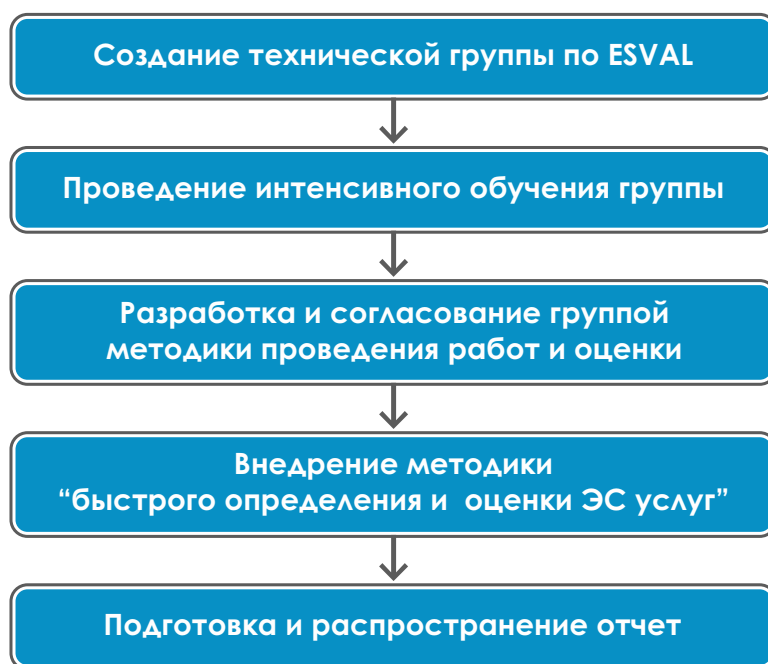 Создание технической группы по ESVAL
Проведение интенсивного обучения группы
Разработка и согласование группой
методики проведения работ и оценки
Внедрение методики
“быстрого определения и оценки ЭС услуг”
Подготовка и распространение отчет